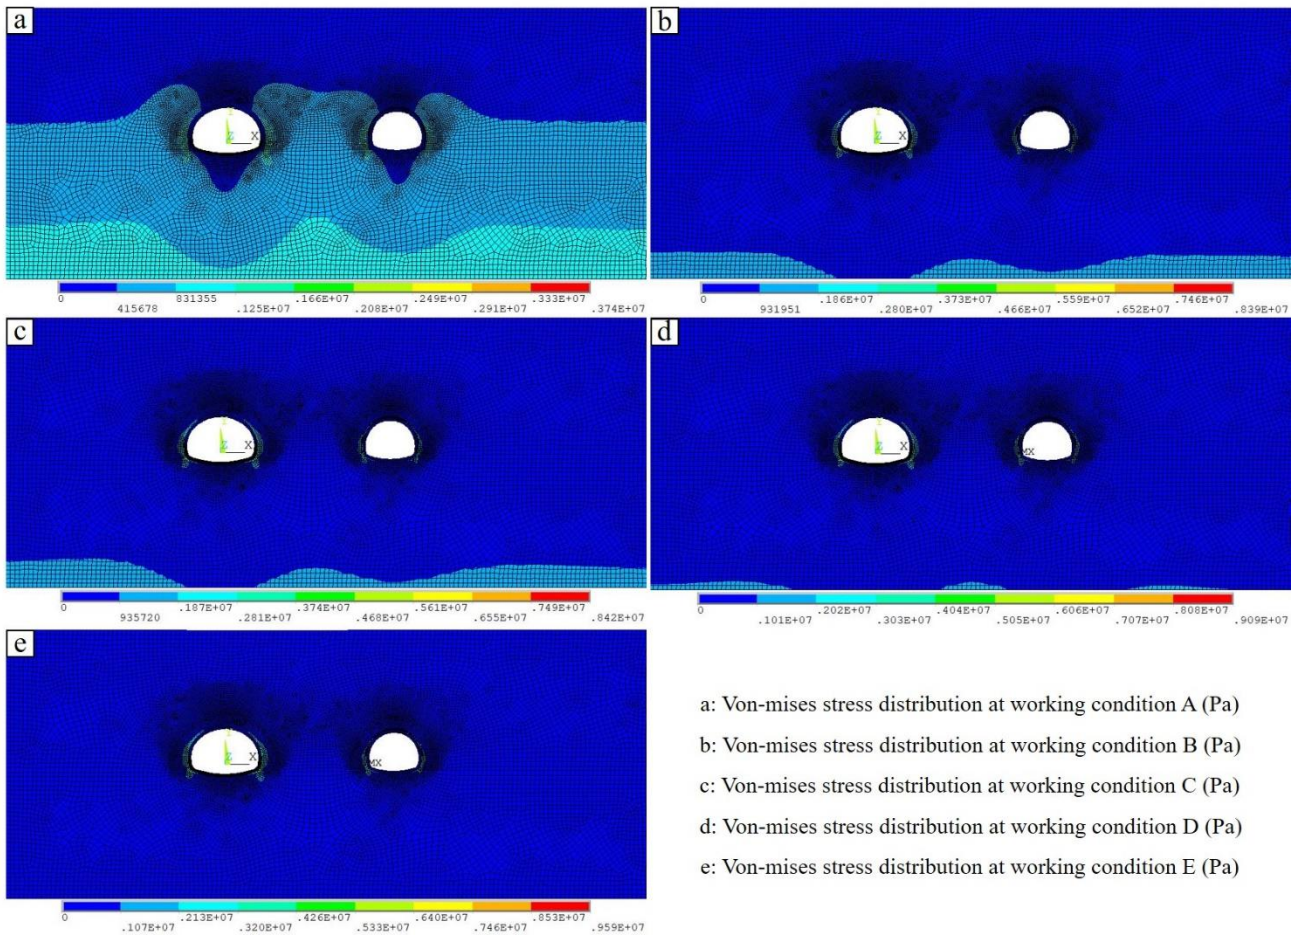 a
Z
X
0 831355 .166E+07 .249E+07 .333E+07
415678 .125E+07 .208E+07 .291E+07 .374E+07
b
Z
X
0 .186E+07 .373E+07 .559E+07 .746E+07
931951 .280E+07 .466E+07 .652E+07 .839E+07
c
Z
X
0 .187E+07 .374E+07 .561E+07 .749E+07
935720 .281E+07 .468E+07 .655E+07 .842E+07
d
Z
X
MX
0 .202E+07 .404E+07 .606E+07 .808E+07
.101E+07 .303E+07 .505E+07 .707E+07 .909E+07
e
Z
X
MX
0 .213E+07 .426E+07 .640E+07 .853E+07
.107E+07 .320E+07 .533E+07 .746E+07 .959E+07
a: Von-mises stress distribution at working condition A (Pa)
b: Von-mises stress distribution at working condition B (Pa)
c: Von-mises stress distribution at working condition C (Pa)
d: Von-mises stress distribution at working condition D (Pa)
e: Von-mises stress distribution at working condition E (Pa)